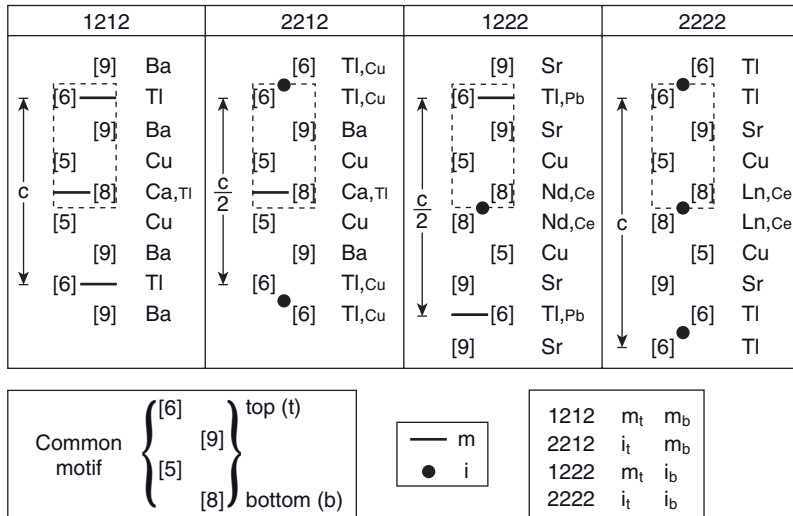 1212 2212 1222 2222
[9] Ba [6] Tl,Cu [9] Sr [6] Tl
[6] Tl [6] Tl,Cu [6] Tl,Pb [6] Tl
[9] Ba [9] Ba [9] Sr [9] Sr
[5] Cu [5] Cu [5] Cu [5] Cu
c [8] Ca,Tl c/2 [8] Ca,Tl c/2 [8] Nd,Ce c [8] Ln,Ce
[5] Cu [5] Cu [8] Nd,Ce [8] Ln,Ce
[9] Ba [9] Ba [5] Cu [5] Cu
[6] Tl [6] Tl,Cu [9] Sr [9] Sr
[9] Ba [6] Tl,Cu [6] Tl,Pb [6] Tl
[9] Sr [6] Tl
Common motif
[6] top (t)
[9]
[5]
[8] bottom (b)
m
i
1212 mt mb
2212 it mb
1222 mt ib
2222 it ib